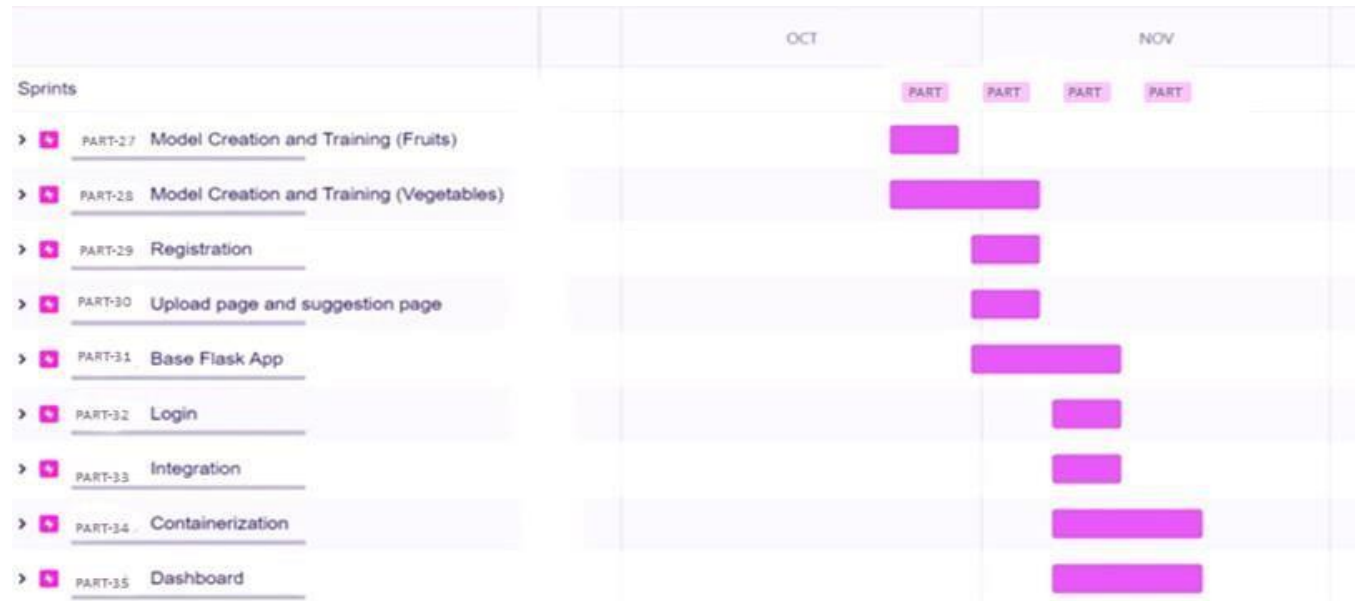 OCT NOV
Sprints PART PART PART PART
PART-27 Model Creation and Training (Fruits)
PART-28 Model Creation and Training (Vegetables)
PART-29 Registration
PART-30 Upload page and suggestion page
PART-31 Base Flask App
PART-32 Login
PART-33 Integration
PART-34 Containerization
PART-35 Dashboard